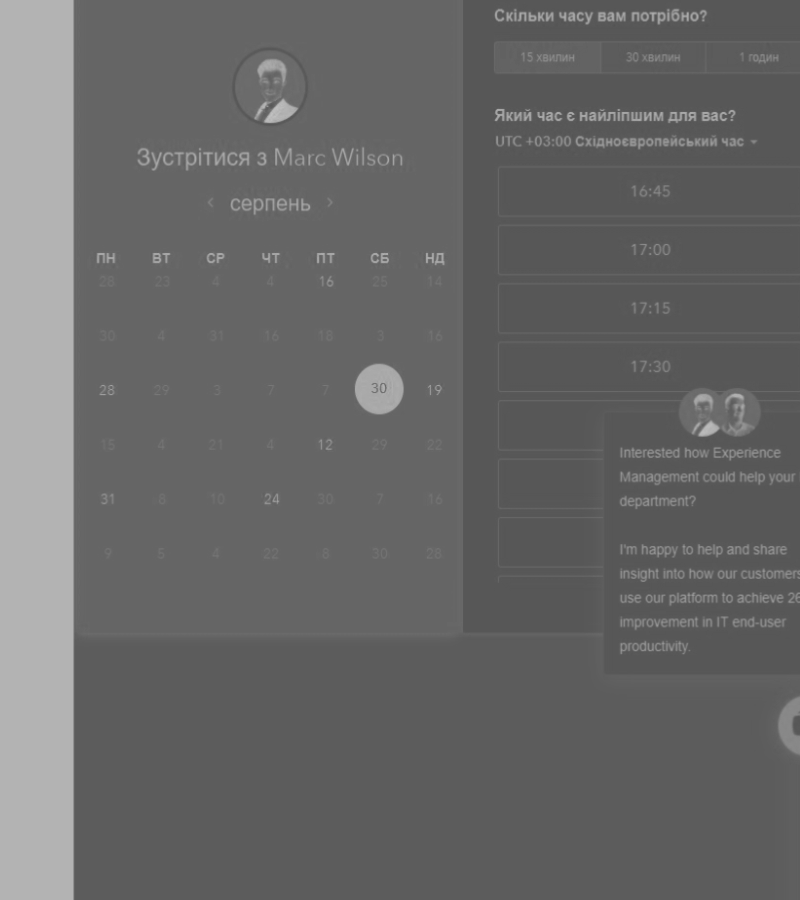 Зустрітися з Marc Wilson
серпень
ПН ВТ СР ЧТ ПТ СБ НД
28 23 4 4 16 25 14
30 4 31 16 18 3 16
28 29 3 7 7 30 19
15 4 21 4 12 29 22
31 8 10 24 30 7 16
9 5 4 22 8 30 28
Скільки часу вам потрібно?
15 хвилин 30 хвилин 1 годин
Який час є найліпшим для вас?
UTC +03:00 Східноєвропейський час
16:45
17:00
17:15
17:30
Interested how Experience
Management could help your
department?
I'm happy to help and share
insight into how our customers
use our platform to achieve 26
improvement in IT end-user
productivity.